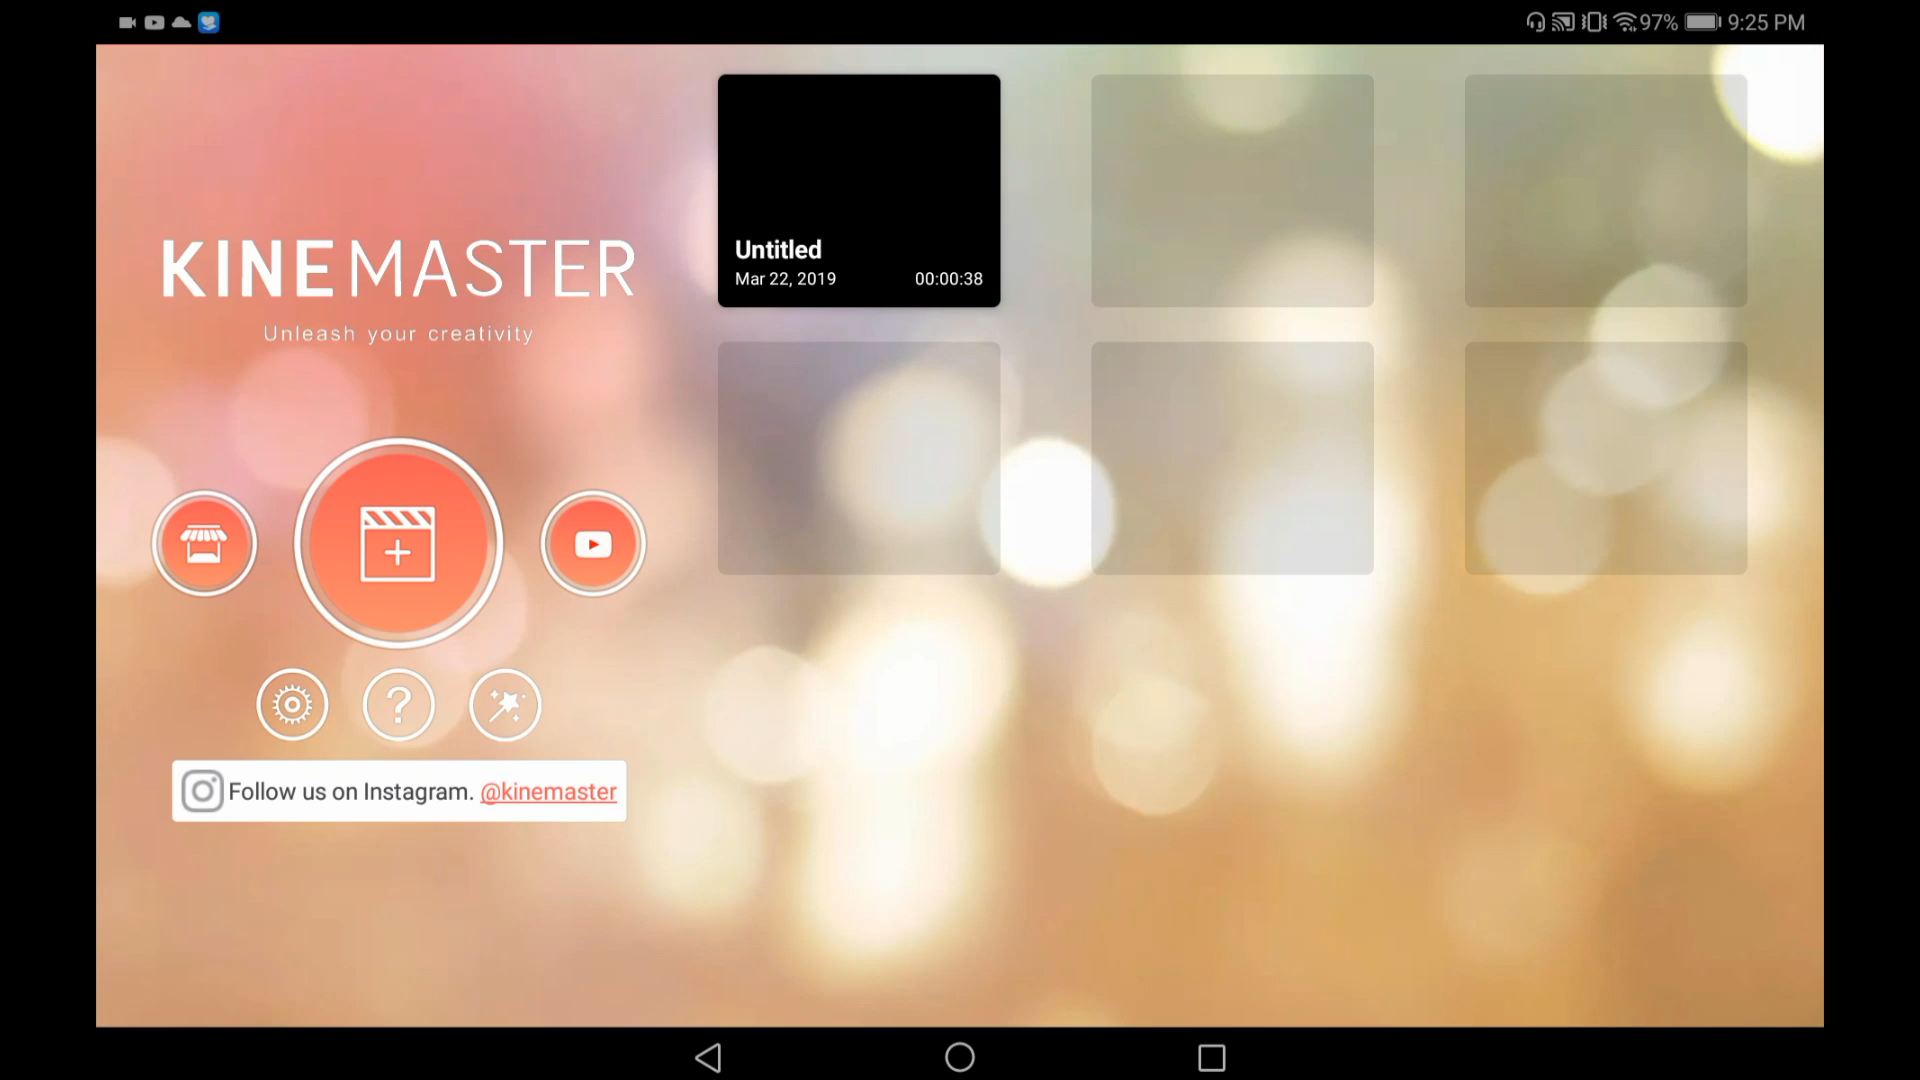 97% 9:25 PM
KINEMASTER
Unleash your creativity
Untitled
Mar 22, 2019 00:00:38
Follow us on Instagram. @kinemaster